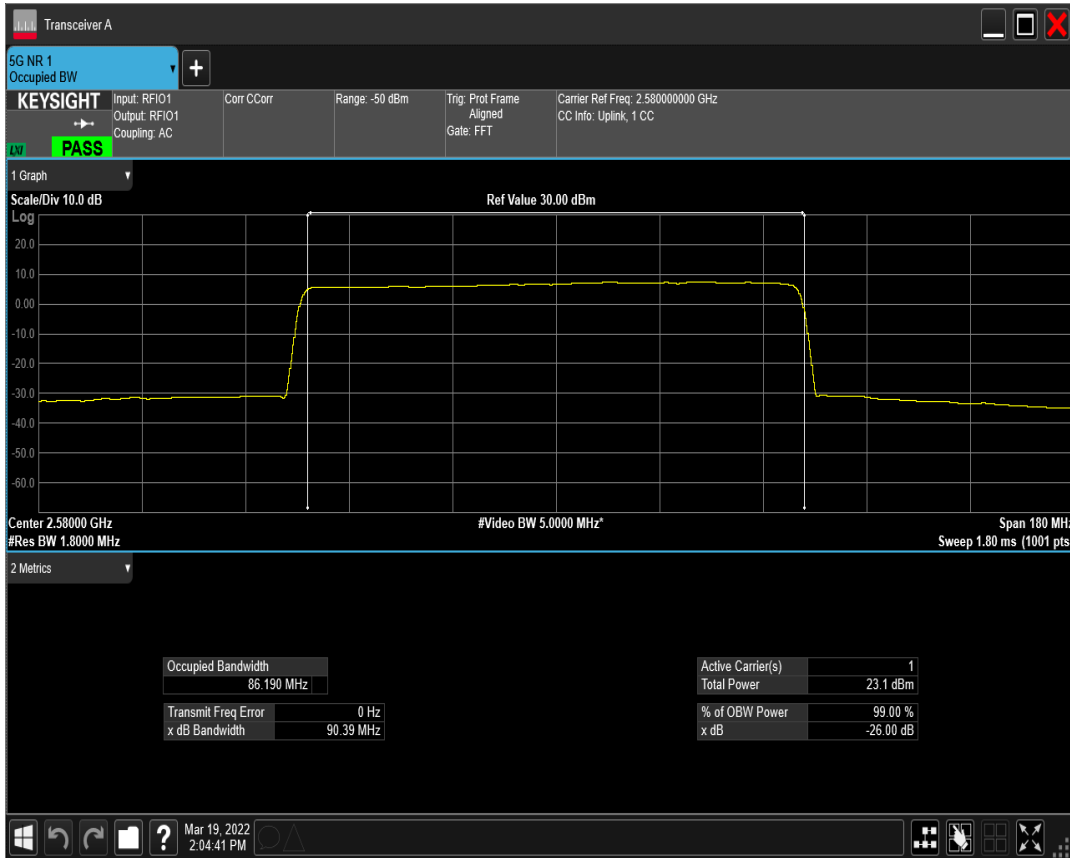 Transceiver A
5G NR 1
Occupied BW
KEYSIGHT
LXI
PASS
Input: RFIO1
Output: RFIO1
Coupling: AC
Corr CCorr
Range: -50 dBm
Trig: Prot Frame
Aligned
Gate: FFT
Carrier Ref Freq: 2.580000000 GHz
CC Info: Uplink, 1 CC
1 Graph
Scale/Div 10.0 dB
Ref Value 30.00 dBm
Log
20.0
10.0
0.00
-10.0
-20.0
-30.0
-40.0
-50.0
-60.0
Center 2.58000 GHz
#Video BW 5.0000 MHz*
Span 180 MHz
#Res BW 1.8000 MHz
Sweep 1.80 ms (1001 pts
2 Metrics
Occupied Bandwidth
86.190 MHz
Transmit Freq Error 0 Hz
x dB Bandwidth 90.39 MHz
Active Carrier(s) 1
Total Power 23.1 dBm
% of OBW Power 99.00 %
x dB -26.00 dB
Mar 19, 2022
2:04:41 PM